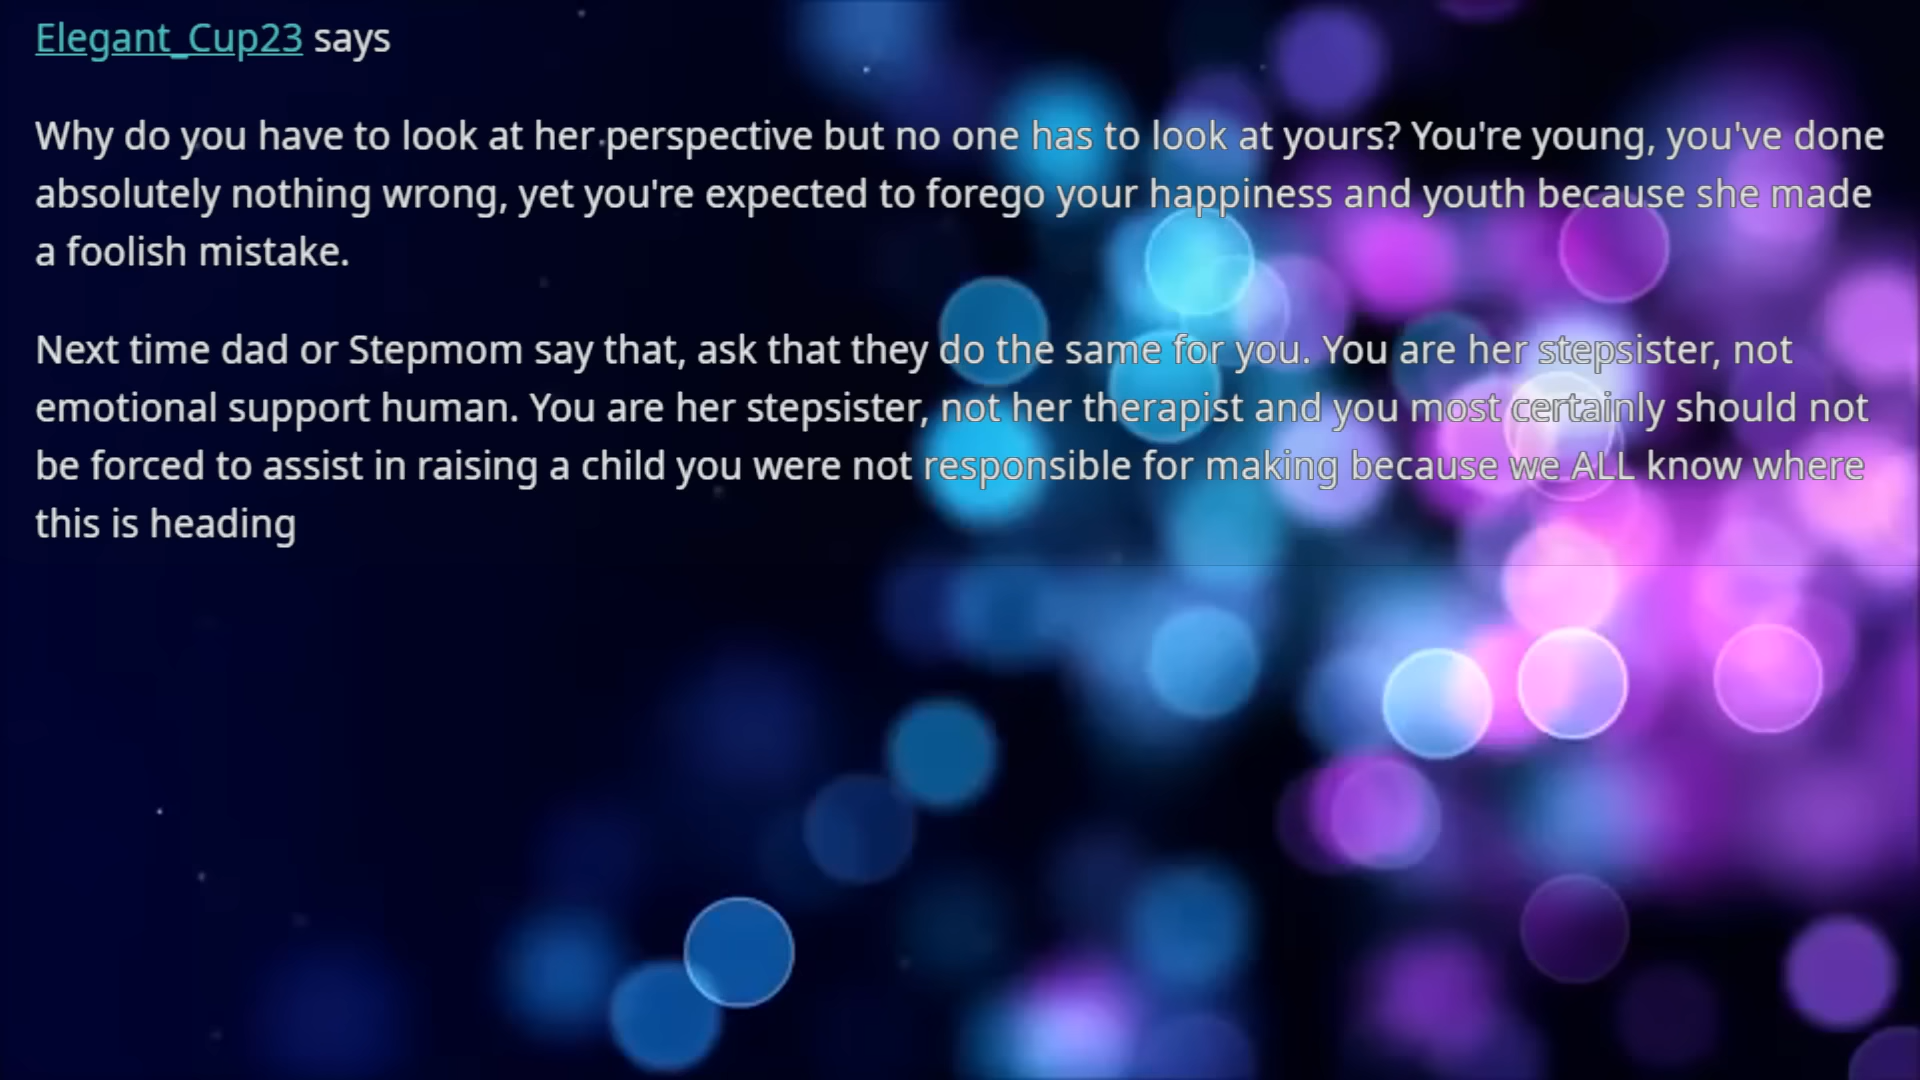 Elegant_Cup23 says
Why do you have to look at her perspective but no one has to look at yours? You're young, you've done
absolutely nothing wrong, yet you're expected to forego your happiness and youth because she made
a foolish mistake.
Next time dad or Stepmom say that, ask that they do the same for you. You are her stepsister, not
emotional support human. You are her stepsister, not her therapist and you most certainly should not
be forced to assist in raising a child you were not responsible for making because we ALL know where
this is heading